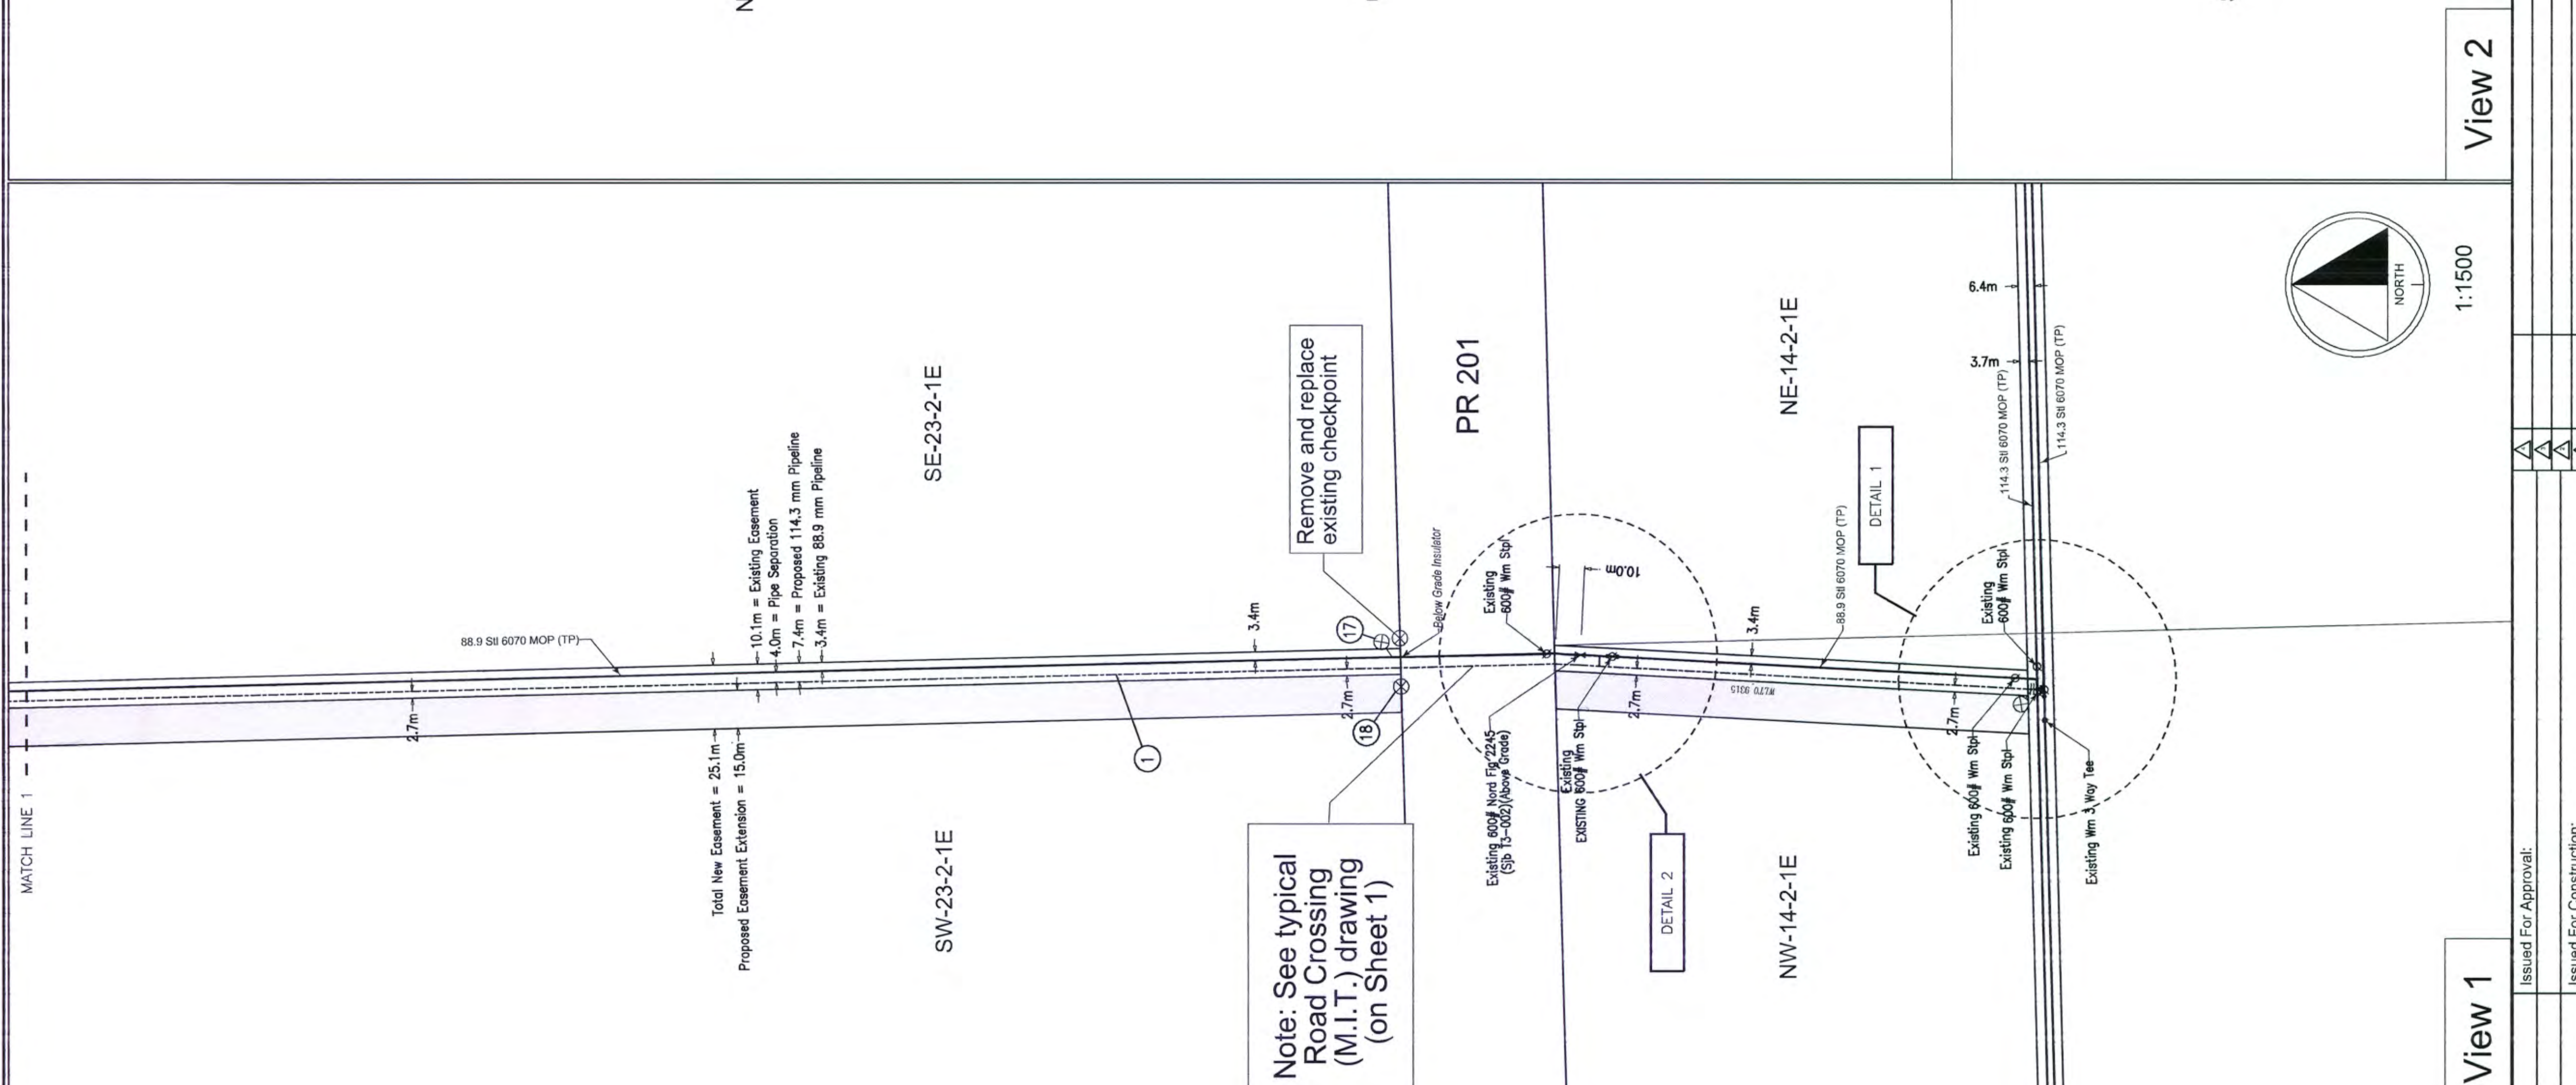 MATCH LINE 1
88.9 Stl 6070 MOP (TP)
Total New Easement = 25.1m
Proposed Easement Extension = 15.0m
10.1m = Existing Easement
4.0m = Pipe Separation
7.4m = Proposed 114.3 mm Pipeline
3.4m = Existing 88.9 mm Pipeline
2.7m
SW-23-2-1E
SE-23-2-1E
1
3.4m
2.7m
17
18
Remove and replace
existing checkpoint
Note: See typical
Road Crossing
(M.I.T.) drawing
(on Sheet 1)
Below Grade Insulator
PR 201
Existing
600# Wm Stpl
Existing 600# Nord Fig 2245
(Sjb T3-002)(Above Grade)
Existing
EXISTING 600# Wm Stpl
10.0m
2.7m
DETAIL 2
WLTO 9315
3.4m
88.9 Stl 6070 MOP (TP)
NW-14-2-1E
NE-14-2-1E
DETAIL 1
2.7m
Existing 600# Wm Stpl
Existing 600# Wm Stpl
Existing
600# Wm Stpl
Existing Wm 3 Way Tee
114.3 Stl 6070 MOP (TP)
114.3 Stl 6070 MOP (TP)
3.7m
6.4m
NORTH
1:1500
View 1
View 2
Issued For Approval:
Issued For Construction: